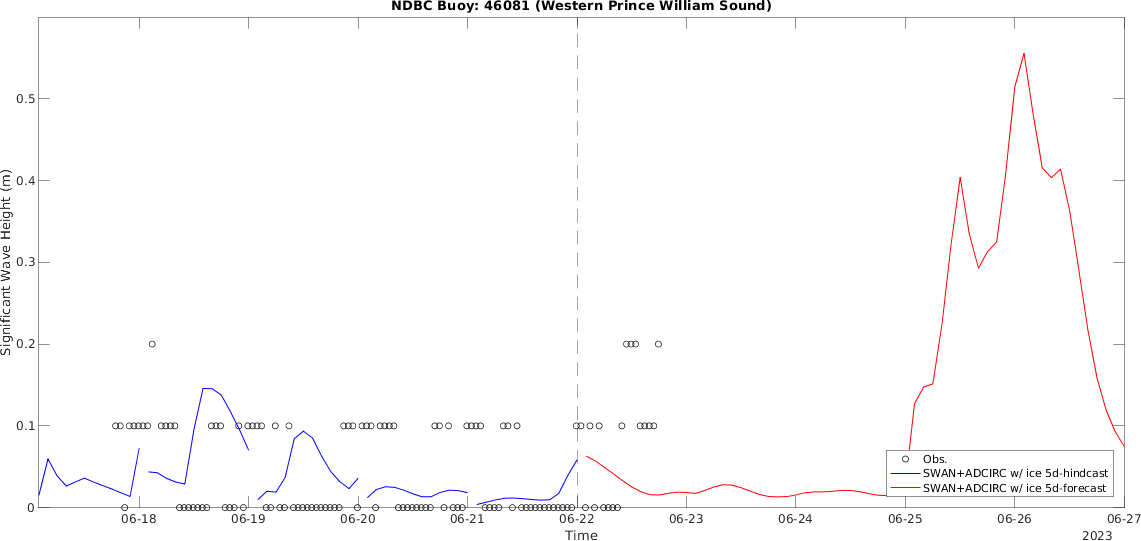 NDBC Buoy: 46081 (Western Prince William Sound)
Significant Wave Height (m)
0.5
0.4
0.3
0.2
0.1
0
06-18 06-19 06-20 06-21 06-22 06-23 06-24 06-25 06-26 06-27
Time
2023
Obs.
SWAN+ADCIRC w/ ice 5d-hindcast
SWAN+ADCIRC w/ ice 5d-forecast